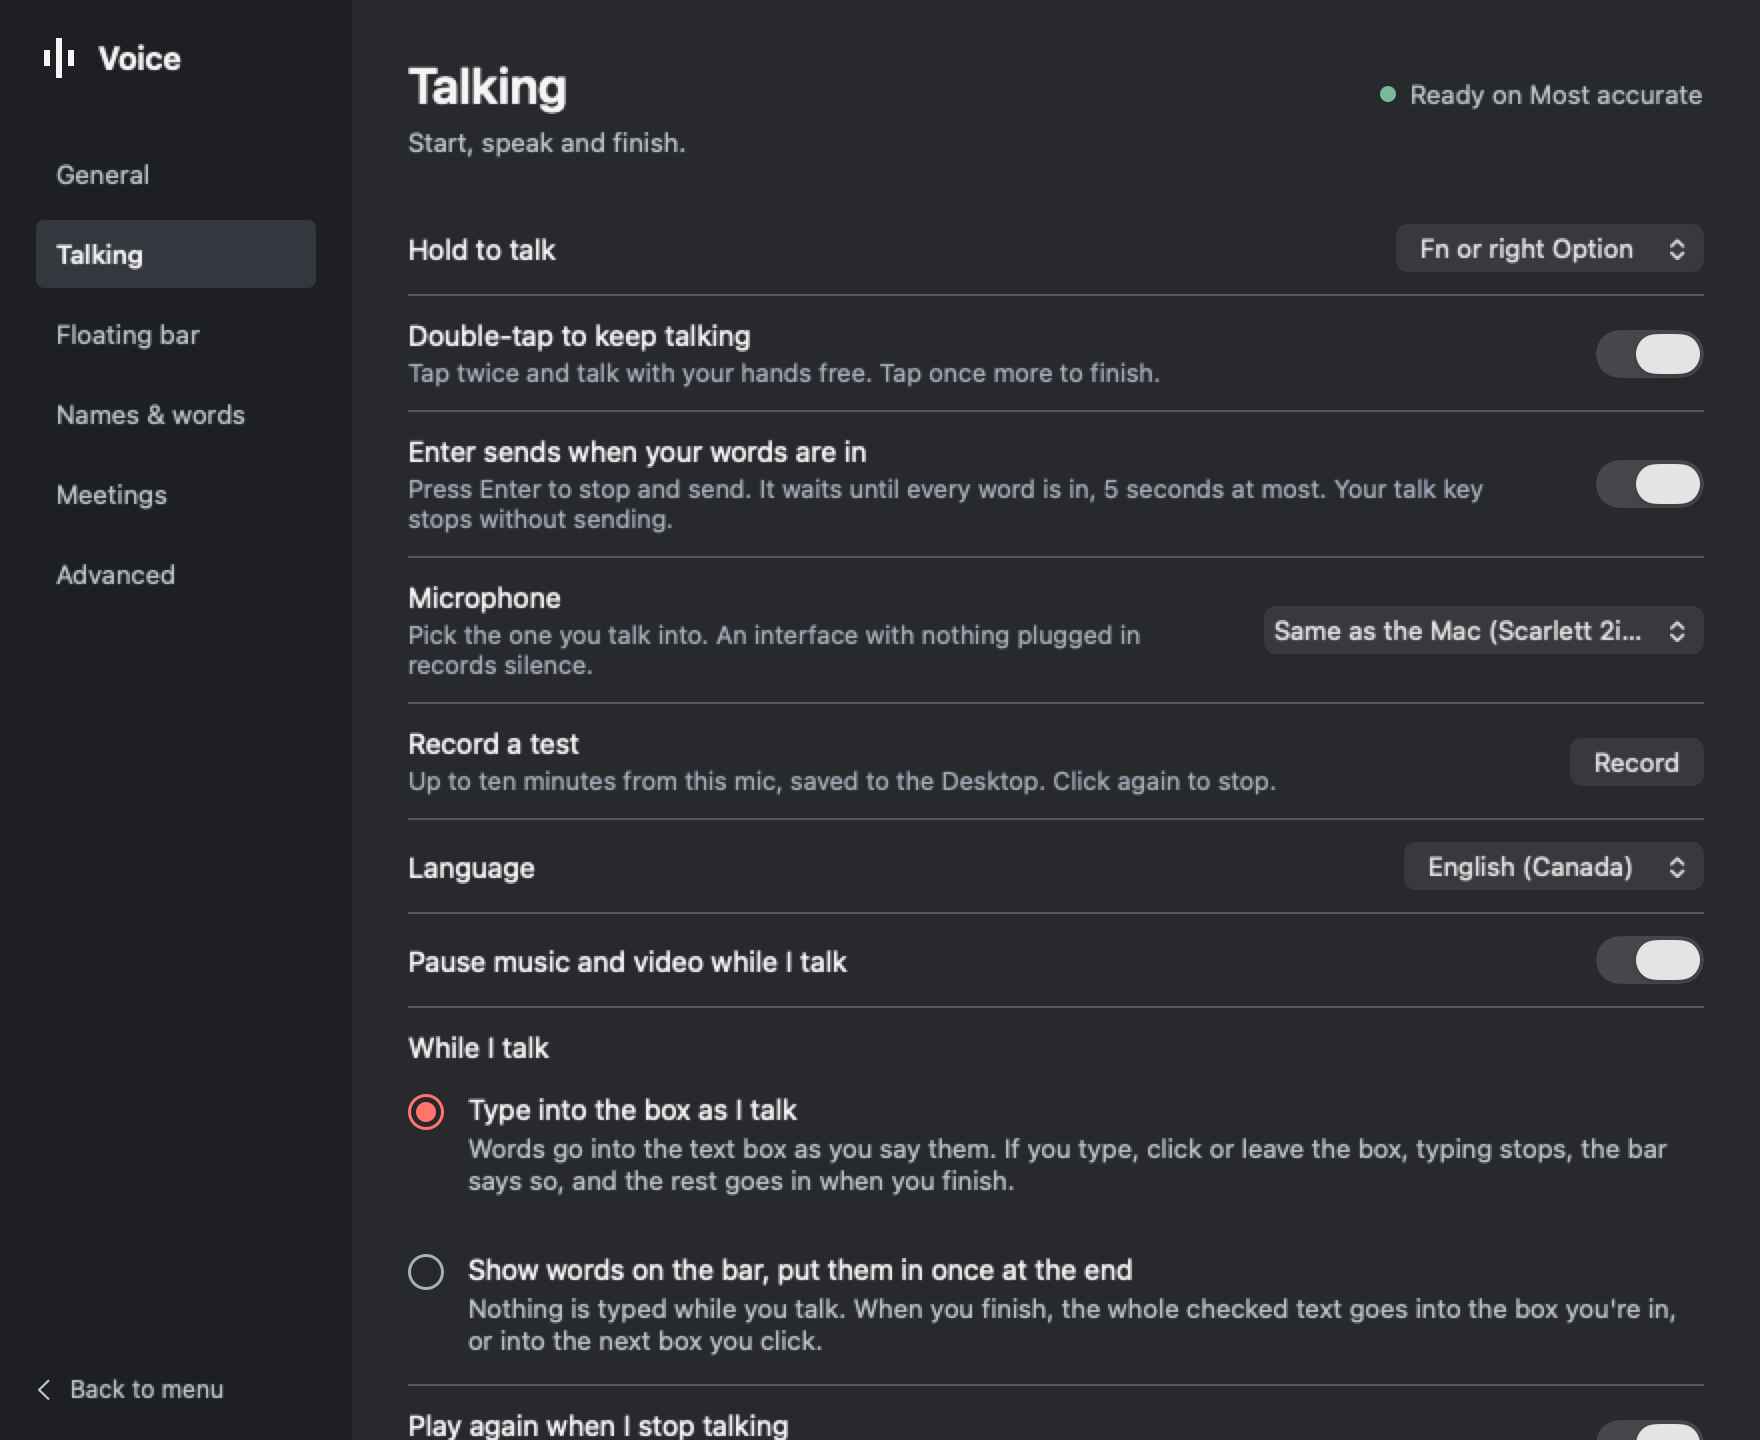 Voice
General
Talking
Floating bar
Names & words
Meetings
Advanced
Back to menu
Talking
Start, speak and finish.
Ready on Most accurate
Hold to talk
Fn or right Option
Double-tap to keep talking
Tap twice and talk with your hands free. Tap once more to finish.
Enter sends when your words are in
Press Enter to stop and send. It waits until every word is in, 5 seconds at most. Your talk key
stops without sending.
Microphone
Pick the one you talk into. An interface with nothing plugged in
records silence.
Same as the Mac (Scarlett 2i...
Record a test
Up to ten minutes from this mic, saved to the Desktop. Click again to stop.
Record
Language
English (Canada)
Pause music and video while I talk
While I talk
Type into the box as I talk
Words go into the text box as you say them. If you type, click or leave the box, typing stops, the bar
says so, and the rest goes in when you finish.
Show words on the bar, put them in once at the end
Nothing is typed while you talk. When you finish, the whole checked text goes into the box you're in,
or into the next box you click.
Play again when I stop talking